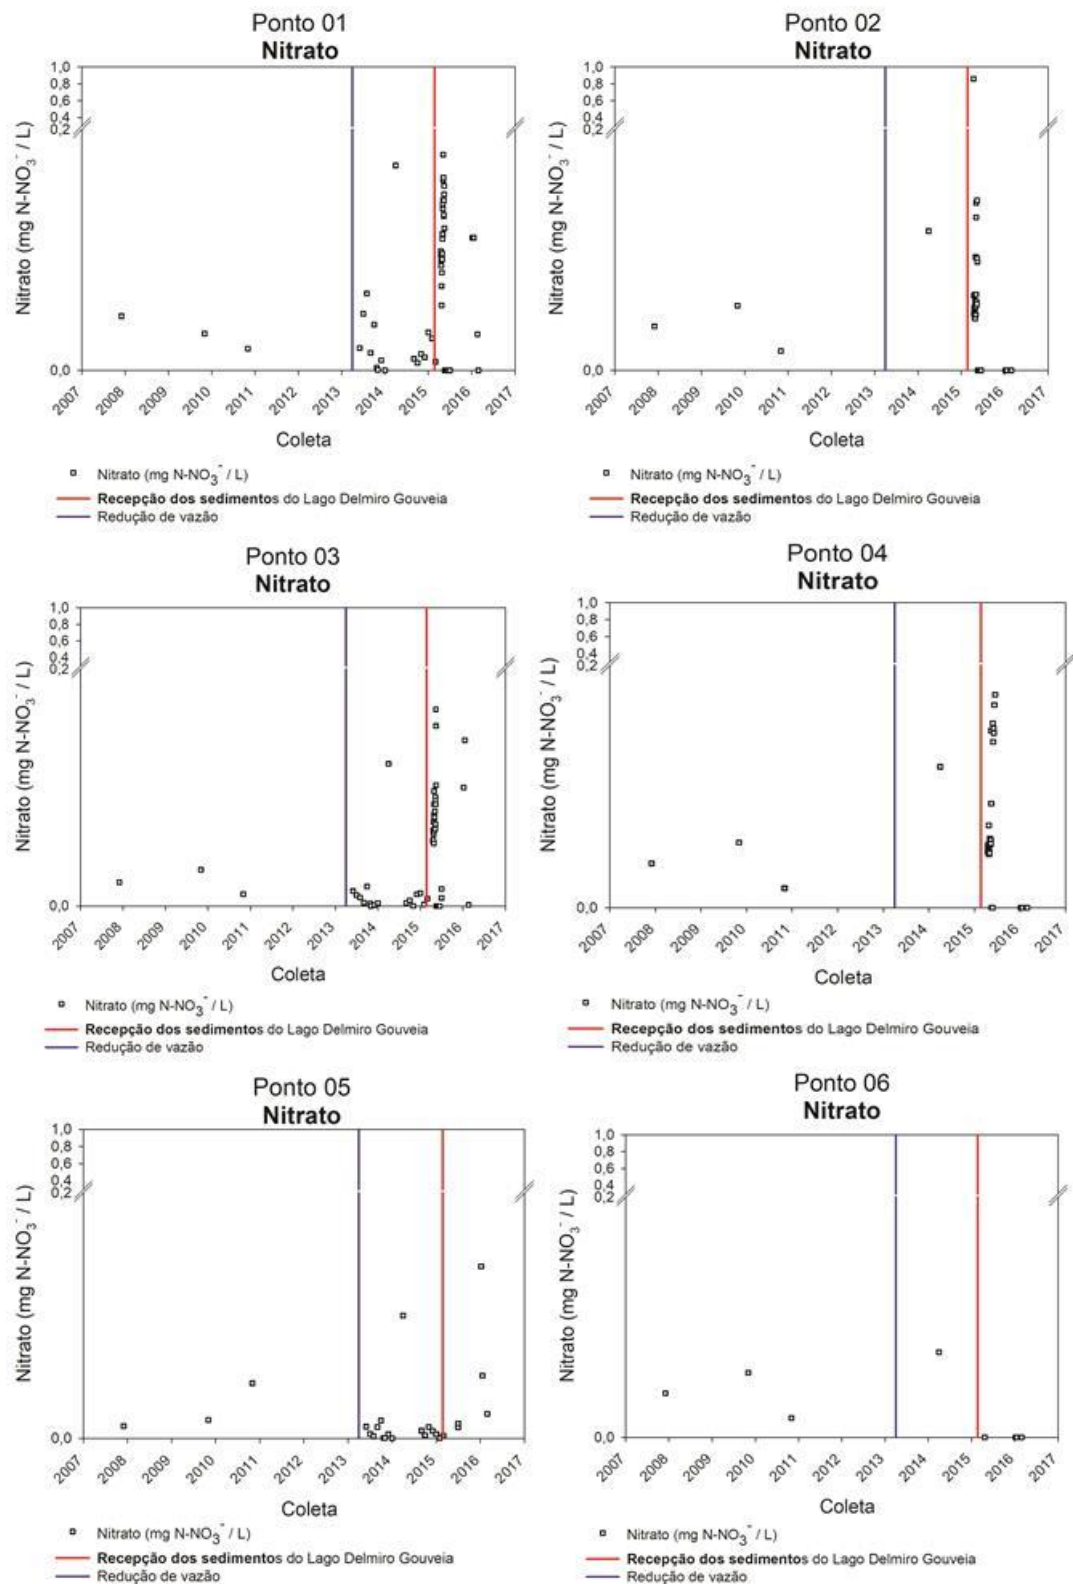 Ponto 01
Nitrato
Nitrato (mg N-NO3- / L)
1,0
0,8
0,6
0,4
0,2
0,0
2007 2008 2009 2010 2011 2012 2013 2014 2015 2016 2017
Coleta
Nitrato (mg N-NO3- / L)
Recepção dos sedimentos do Lago Delmiro Gouveia
Redução de vazão
Ponto 02
Nitrato
Nitrato (mg N-NO3- / L)
1,0
0,8
0,6
0,4
0,2
0,0
2007 2008 2009 2010 2011 2012 2013 2014 2015 2016 2017
Coleta
Nitrato (mg N-NO3- / L)
Recepção dos sedimentos do Lago Delmiro Gouveia
Redução de vazão
Ponto 03
Nitrato
Nitrato (mg N-NO3- / L)
1,0
0,8
0,6
0,4
0,2
0,0
2007 2008 2009 2010 2011 2012 2013 2014 2015 2016 2017
Coleta
Nitrato (mg N-NO3- / L)
Recepção dos sedimentos do Lago Delmiro Gouveia
Redução de vazão
Ponto 04
Nitrato
Nitrato (mg N-NO3- / L)
1,0
0,8
0,6
0,4
0,2
0,0
2007 2008 2009 2010 2011 2012 2013 2014 2015 2016 2017
Coleta
Nitrato (mg N-NO3- / L)
Recepção dos sedimentos do Lago Delmiro Gouveia
Redução de vazão
Ponto 05
Nitrato
Nitrato (mg N-NO3- / L)
1,0
0,8
0,6
0,4
0,2
0,0
2007 2008 2009 2010 2011 2012 2013 2014 2015 2016 2017
Coleta
Nitrato (mg N-NO3- / L)
Recepção dos sedimentos do Lago Delmiro Gouveia
Redução de vazão
Ponto 06
Nitrato
Nitrato (mg N-NO3- / L)
1,0
0,8
0,6
0,4
0,2
0,0
2007 2008 2009 2010 2011 2012 2013 2014 2015 2016 2017
Coleta
Nitrato (mg N-NO3- / L)
Recepção dos sedimentos do Lago Delmiro Gouveia
Redução de vazão